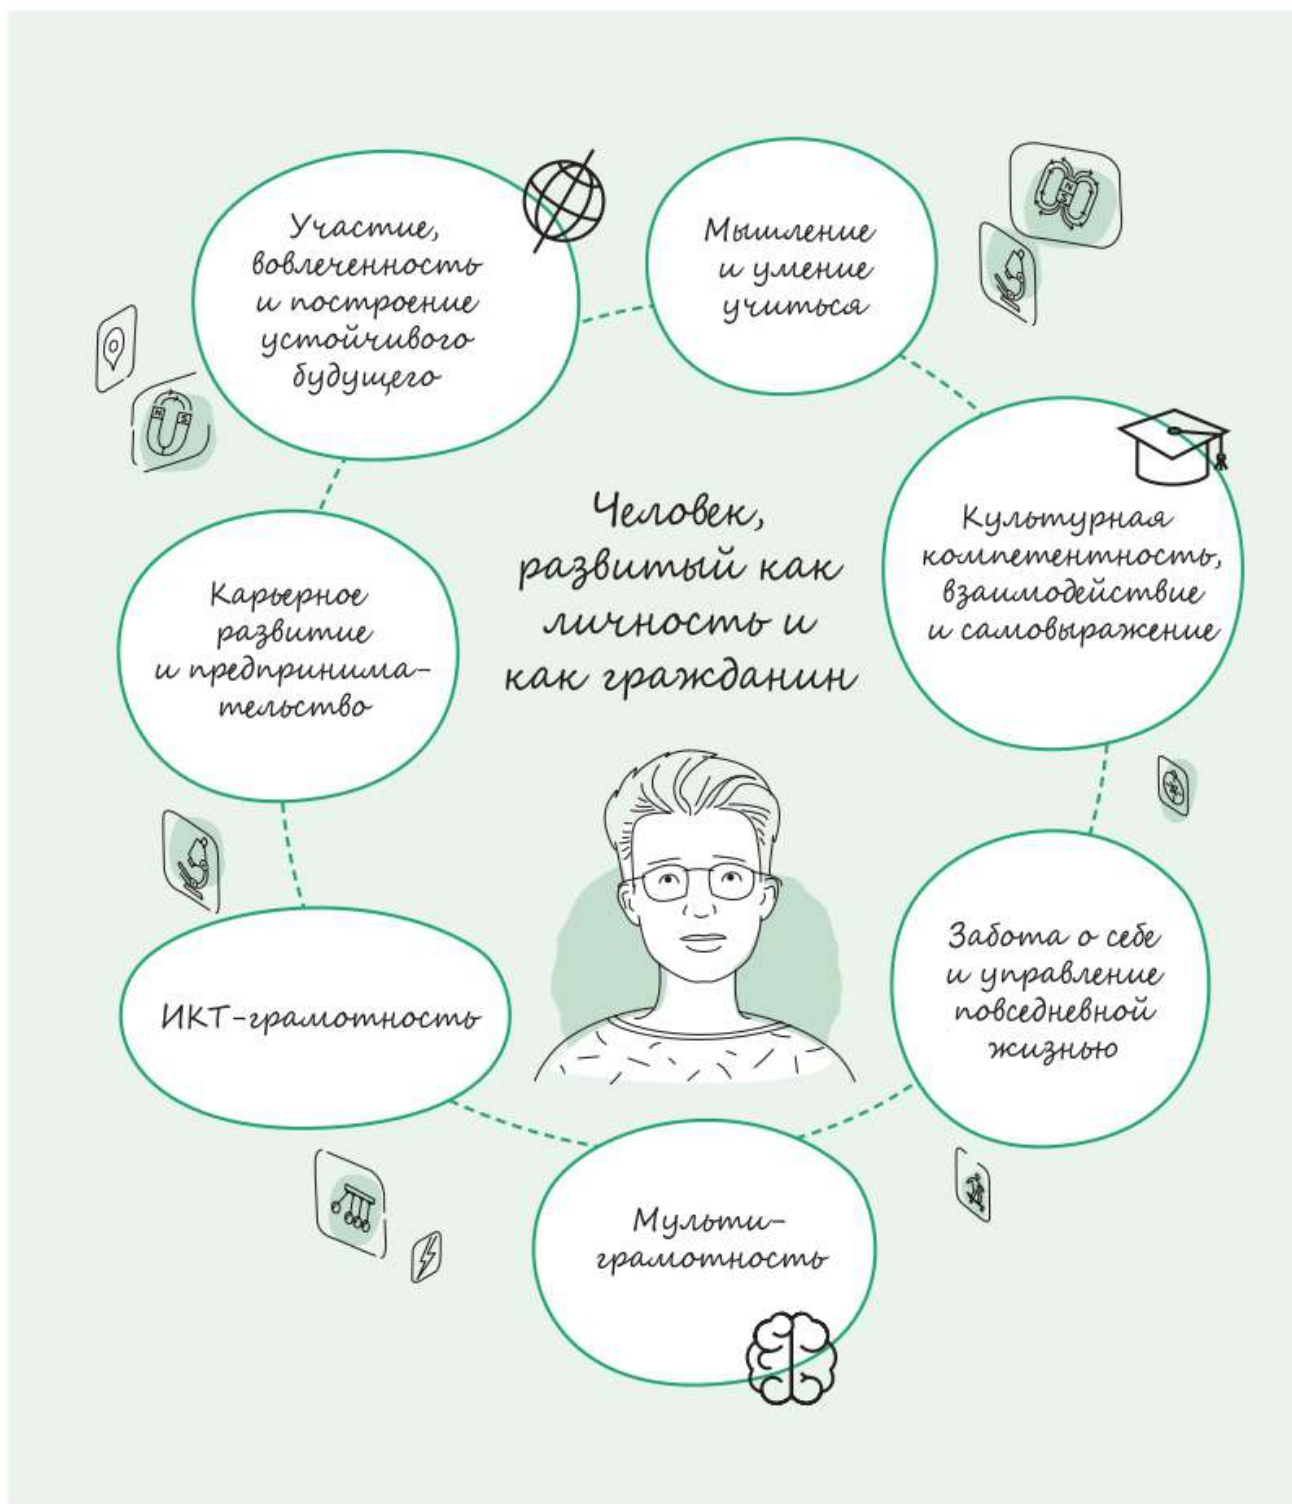 Участие,
вовлеченность
и построение
устойчивого
будущего
Мышление
и умение
учиться
Культурная
компетентность,
взаимодействие
и самовыражение
Человек,
развитый как
личность и
как гражданин
Карьерное
развитие
и предпринима-
тельство
Забота о себе
и управление
повседневной
жизнью
ИКТ-грамотность
Мульти-
грамотность